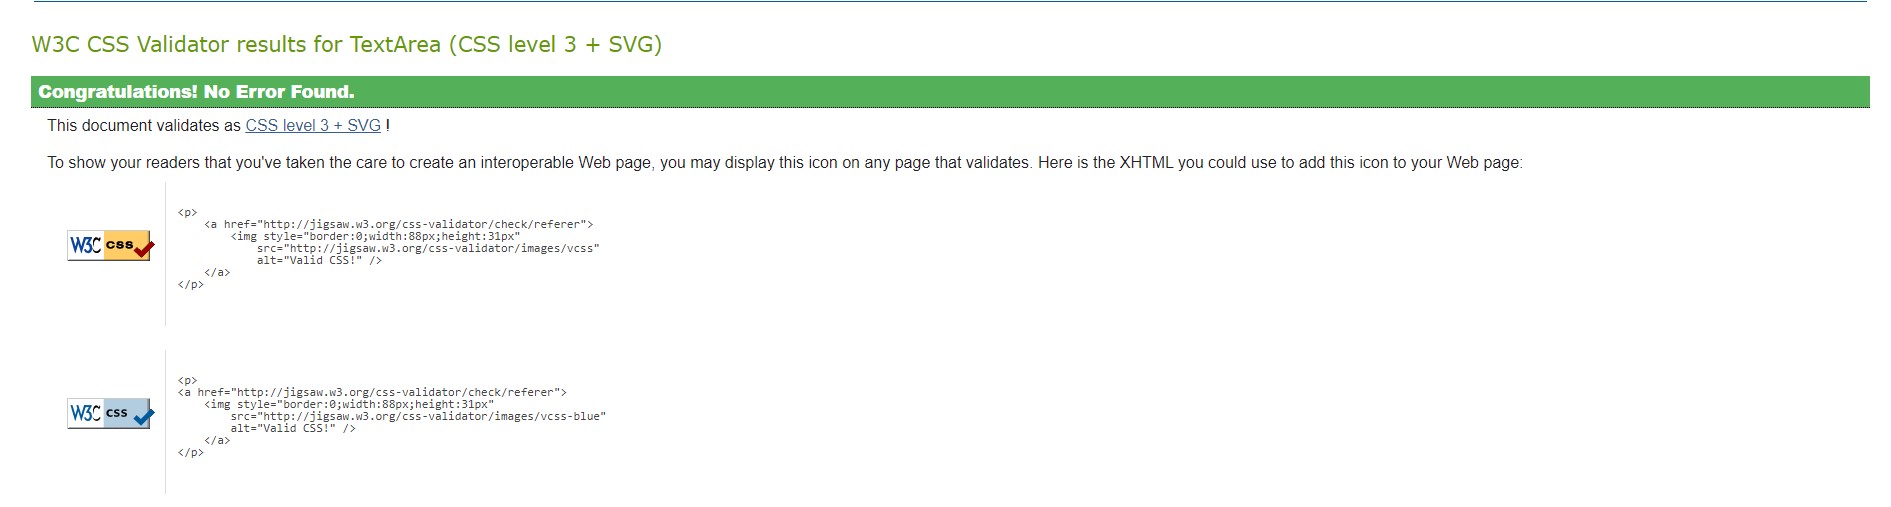 W3C CSS Validator results for TextArea (CSS level 3 + SVG)
Congratulations! No Error Found.
This document validates as CSS level 3 + SVG !
To show your readers that you've taken the care to create an interoperable Web page, you may display this icon on any page that validates. Here is the XHTML you could use to add this icon to your Web page:
W3C css
<p>
    <a href="http://jigsaw.w3.org/css-validator/check/referer">
        <img style="border:0;width:88px;height:31px"
            src="http://jigsaw.w3.org/css-validator/images/vcss"
            alt="Valid CSS!" />
    </a>
</p>
W3C css
<p>
<a href="http://jigsaw.w3.org/css-validator/check/referer">
    <img style="border:0;width:88px;height:31px"
        src="http://jigsaw.w3.org/css-validator/images/vcss-blue"
        alt="Valid CSS!" />
    </a>
</p>